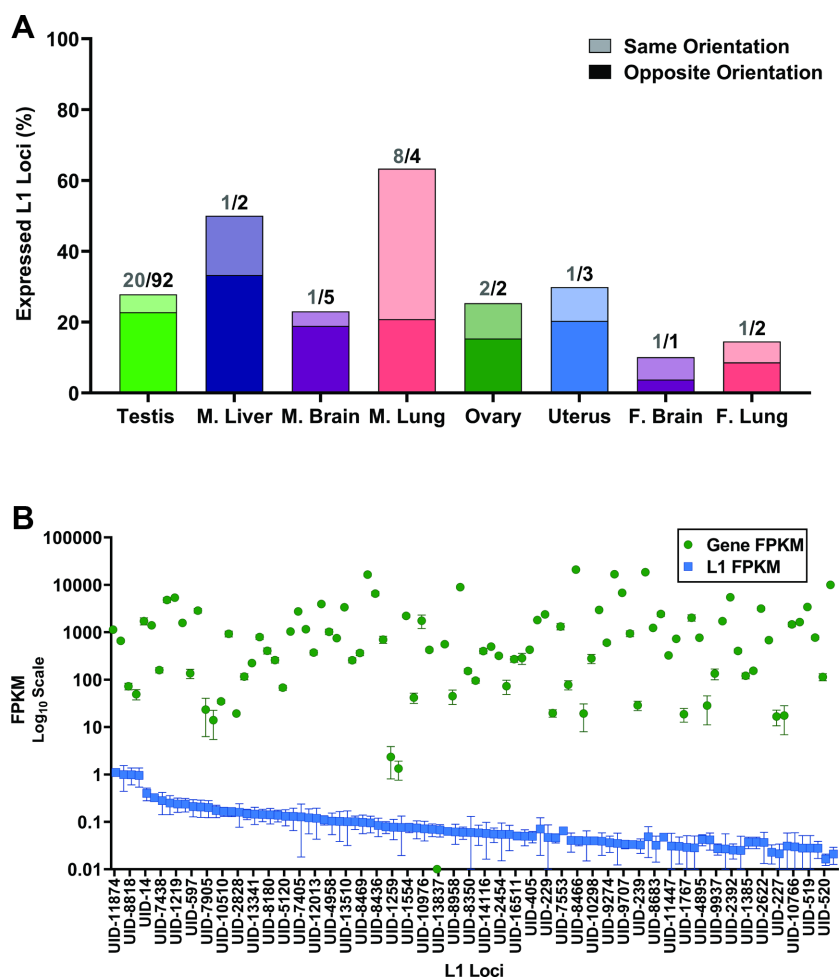 A
100
80
60
40
20
0
Expressed L1 Loci (%)
Same Orientation
Opposite Orientation
20/92
1/2
1/5
8/4
2/2
1/3
1/1
1/2
Testis M. Liver M. Brain M. Lung Ovary Uterus F. Brain F. Lung
B
100000
10000
1000
100
10
1
0.1
0.01
FPKM
Log10 Scale
Gene FPKM
L1 FPKM
UID-11874
UID-8818
UID-14
UID-7438
UID-1219
UID-597
UID-7905
UID-10510
UID-2828
UID-13341
UID-8180
UID-5120
UID-7405
UID-12013
UID-4958
UID-13510
UID-8469
UID-8436
UID-1259
UID-1554
UID-10976
UID-13837
UID-8958
UID-8350
UID-14116
UID-2454
UID-16511
UID-405
UID-229
UID-7553
UID-8466
UID-10298
UID-9274
UID-9707
UID-239
UID-8683
UID-11447
UID-1767
UID-4895
UID-9937
UID-2392
UID-1385
UID-2622
UID-227
UID-10766
UID-519
UID-520
L1 Loci